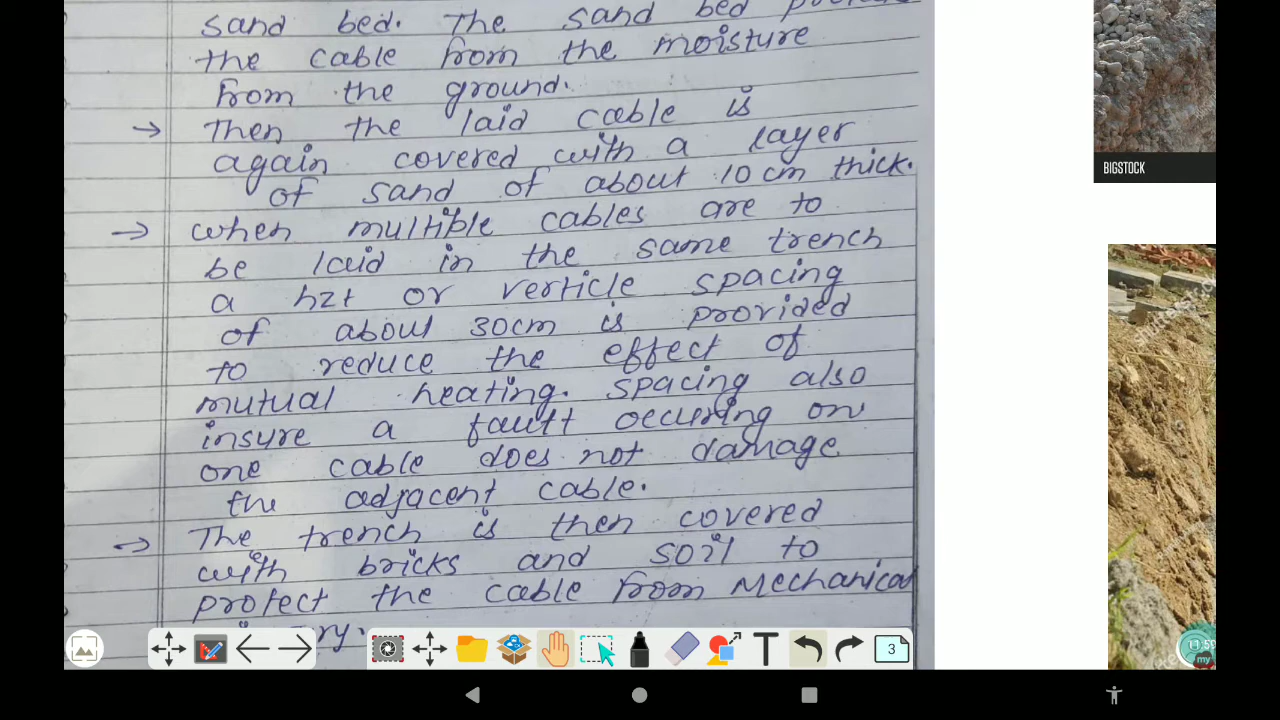 sand bed. The sand bed
the cable from the moisture
from the ground.
→ Then the laid cable is
again covered with a layer
of sand of about 10 cm thick.
→ when multiple cables are to
be laid in the same trench
a hzt or verticle spacing
of about 30cm is provided
to reduce the effect of
mutual heating. Spacing also
insure a fault occuring on
one cable does not damage
the adjacent cable.
→ The trench is then covered
with bricks and soil to
protect the cable from Mechanical
BIGSTOCK
T
3
11:59
my